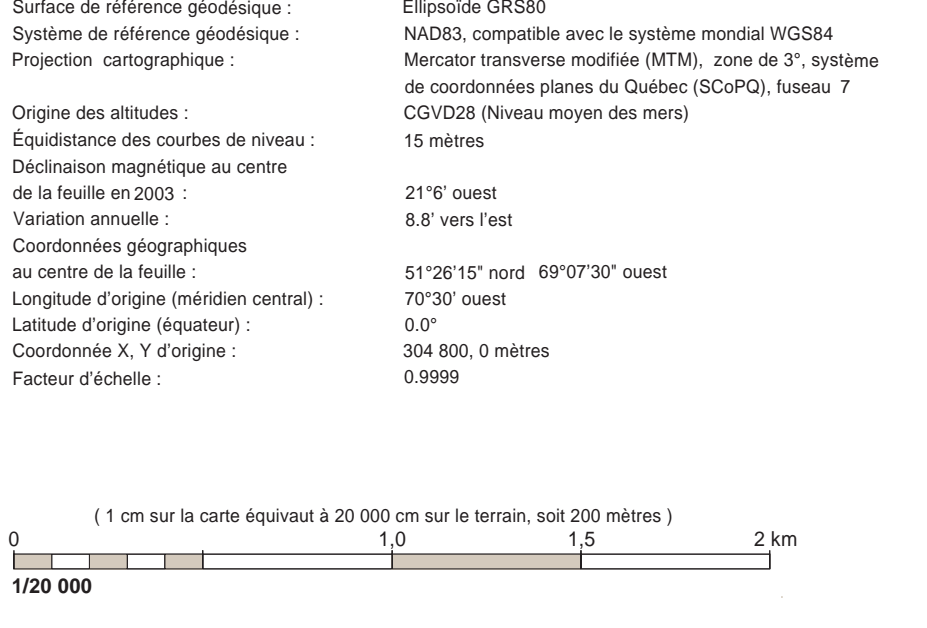 Surface de référence géodésique : Ellipsoïde GRS80
Système de référence géodésique : NAD83, compatible avec le système mondial WGS84
Projection cartographique : Mercator transverse modifiée (MTM), zone de 3°, système
de coordonnées planes du Québec (SCoPQ), fuseau 7
Origine des altitudes : CGVD28 (Niveau moyen des mers)
Équidistance des courbes de niveau : 15 mètres
Déclinaison magnétique au centre
de la feuille en 2003 : 21°6’ ouest
Variation annuelle : 8.8’ vers l’est
Coordonnées géographiques
au centre de la feuille : 51°26'15" nord 69°07'30" ouest
Longitude d’origine (méridien central) : 70°30’ ouest
Latitude d’origine (équateur) : 0.0°
Coordonnée X, Y d’origine : 304 800, 0 mètres
Facteur d’échelle : 0.9999
( 1 cm sur la carte équivaut à 20 000 cm sur le terrain, soit 200 mètres )
0 1,0 1,5 2 km
1/20 000